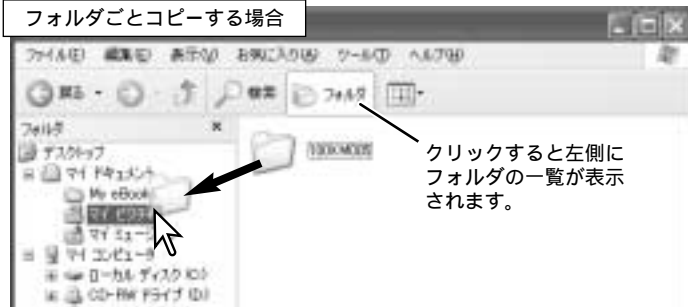 フォルダごとコピーする場合
ファイル(F) 編集(E) 表示(V) お気に入り(A) ツール(T) ヘルプ(H)
戻る 検索 フォルダ
フォルダ ×
デスクトップ
マイ ドキュメント
My eBook
マイ ピクチ
マイ ミュー
マイ コンピュータ
ローカル ディスク (C:)
CD-RW ドライブ (D:)
クリックすると左側に
フォルダの一覧が表示
されます。